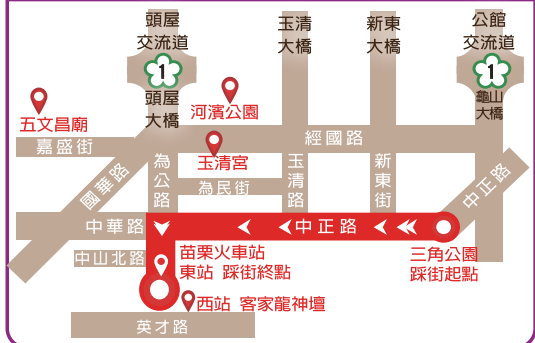 頭屋
交流道
1
頭屋
大橋
玉清
大橋
新東
大橋
公館
交流道
1
龜山
大橋
五文昌廟
河濱公園
嘉盛街
經國路
玉清宮
國華路
為公路
為民街
玉清路
新東街
中正路
中華路
中正路
中山北路
苗栗火車站
東站 踩街終點
三角公園
踩街起點
西站 客家龍神壇
英才路